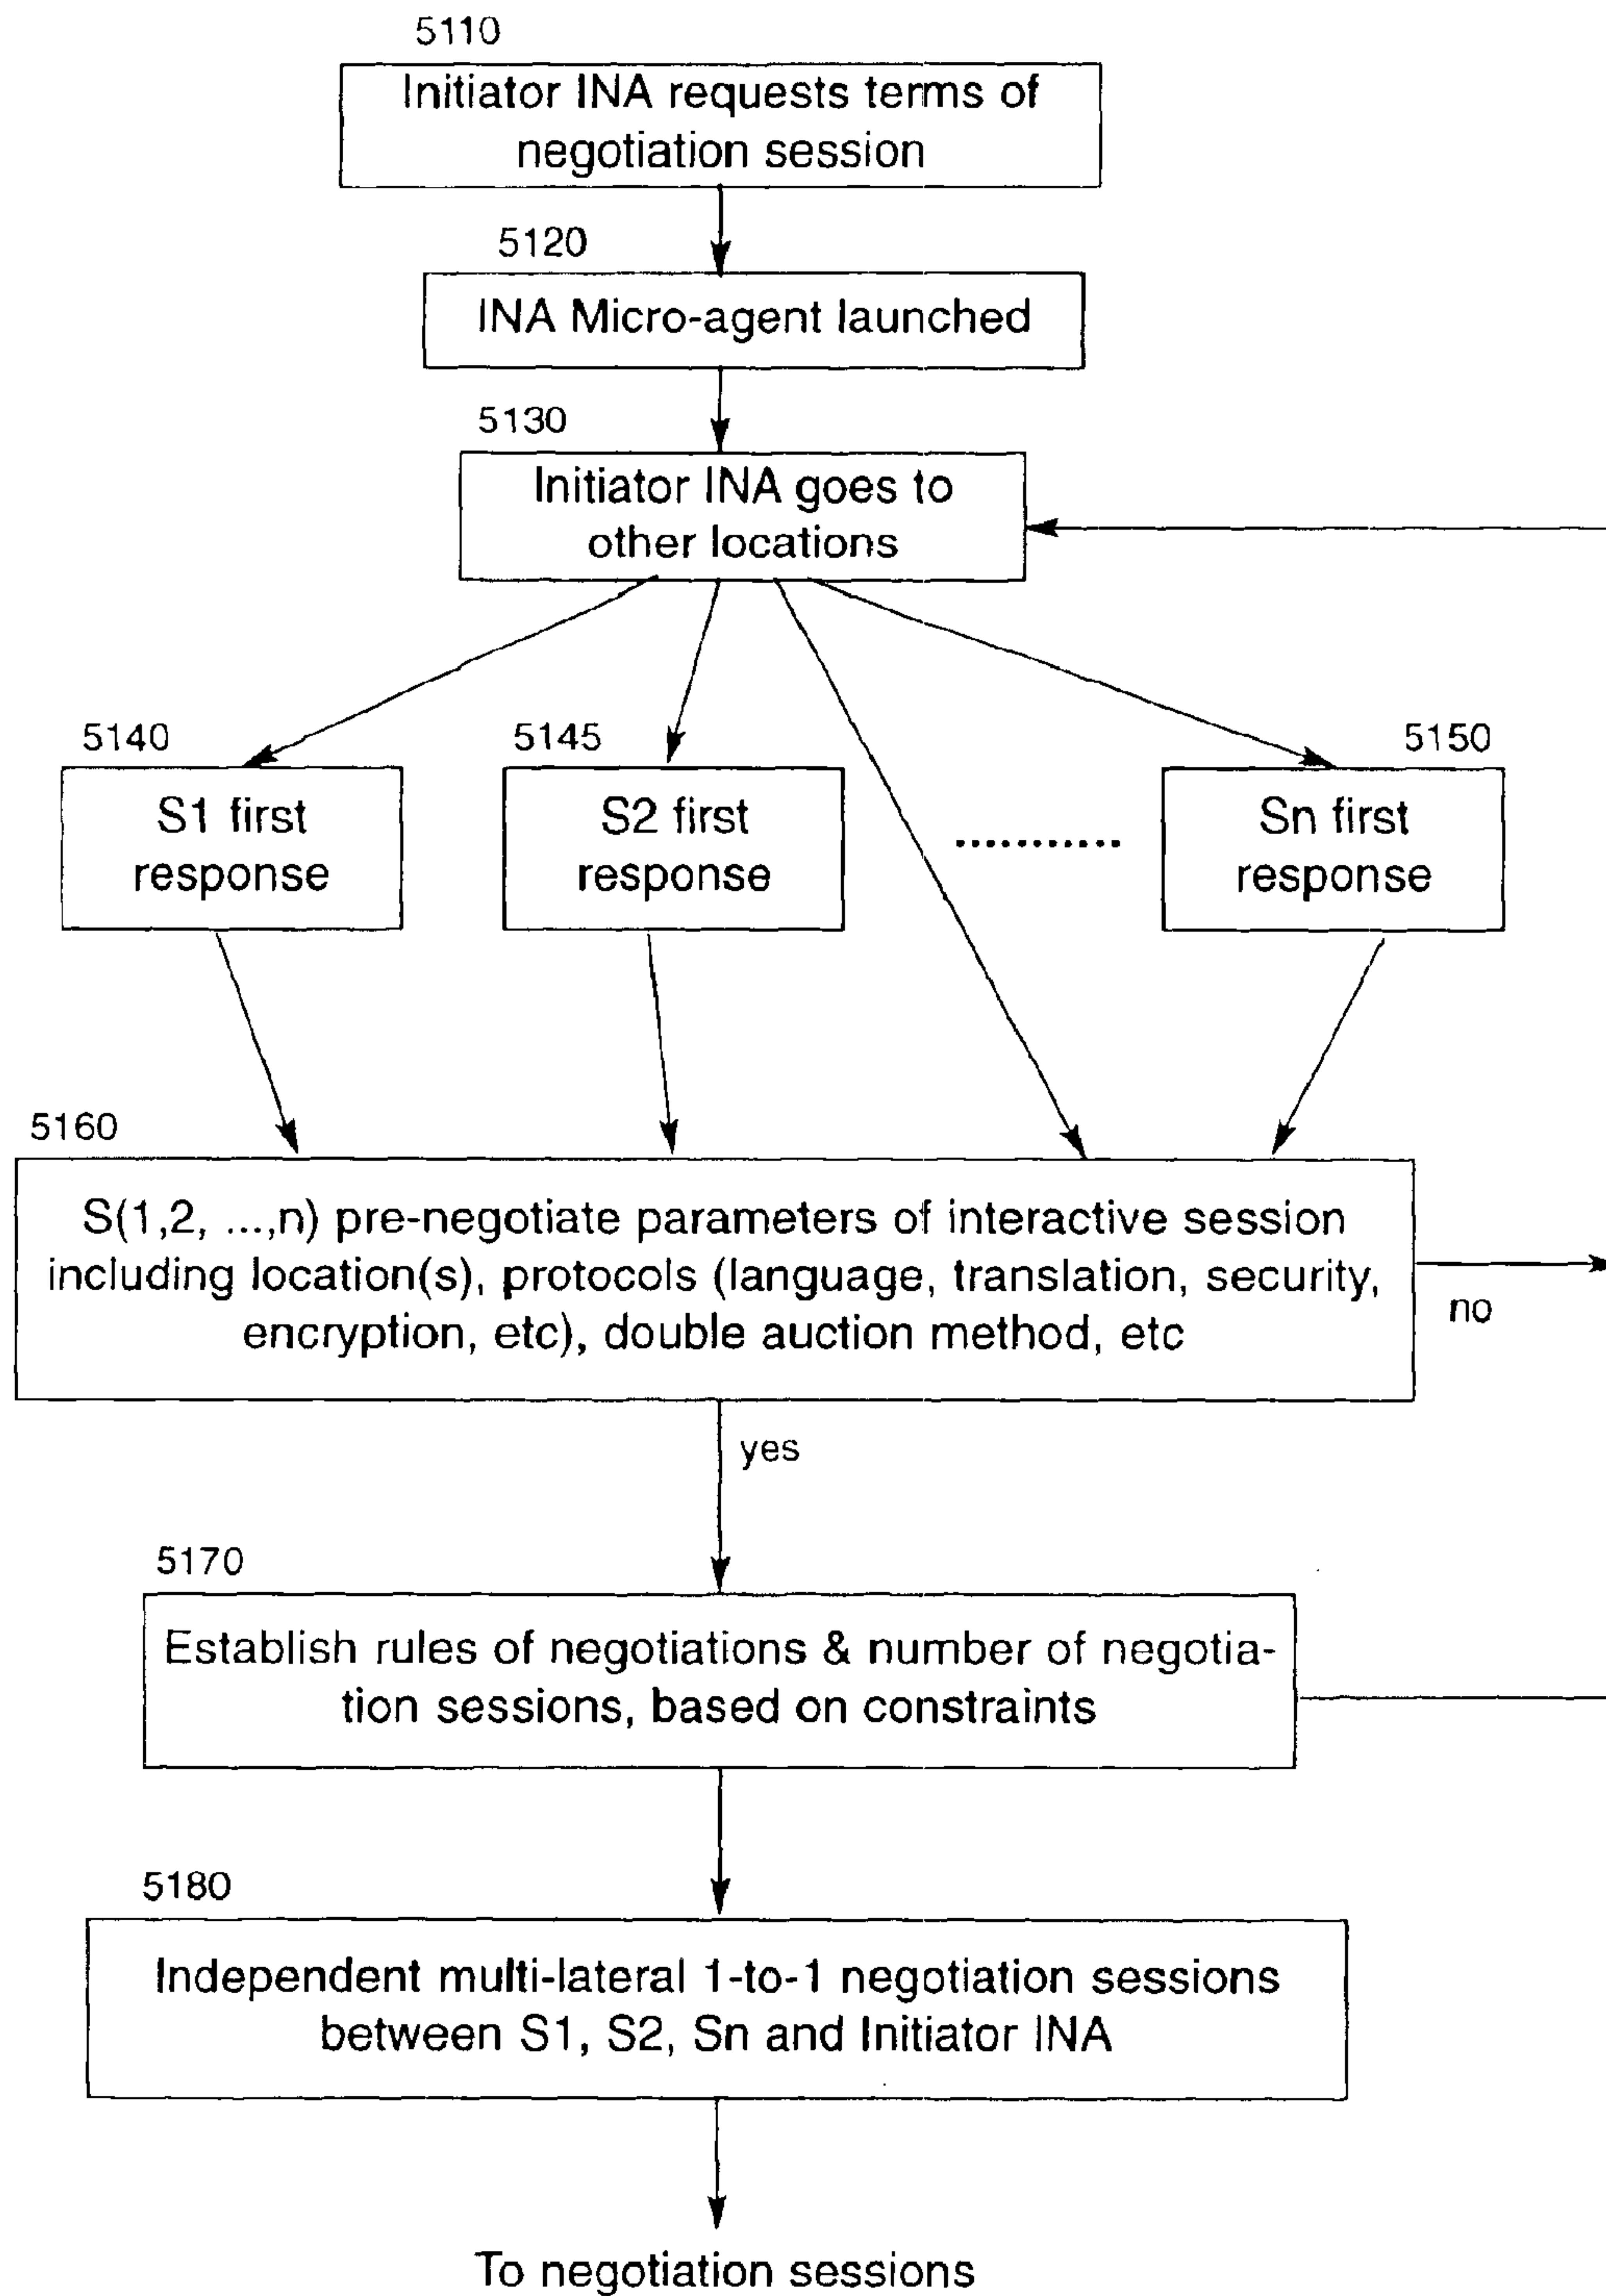 5110
Initiator INA requests terms of
negotiation session
5120
INA Micro-agent launched
5130
Initiator INA goes to
other locations
5140
S1 first
response
5145
S2 first
response
...........
5150
Sn first
response
5160
S(1,2, ...,n) pre-negotiate parameters of interactive session
including location(s), protocols (language, translation, security,
encryption, etc), double auction method, etc
no
yes
5170
Establish rules of negotiations & number of negotia-
tion sessions, based on constraints
5180
Independent multi-lateral 1-to-1 negotiation sessions
between S1, S2, Sn and Initiator INA
To negotiation sessions